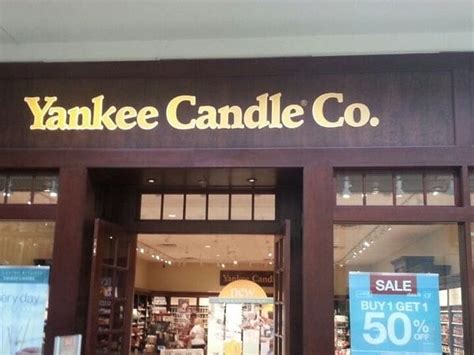 Yankee Candle® Co.
Yankee Cand
new
SALE
BUY 1 GET 1
50% OFF